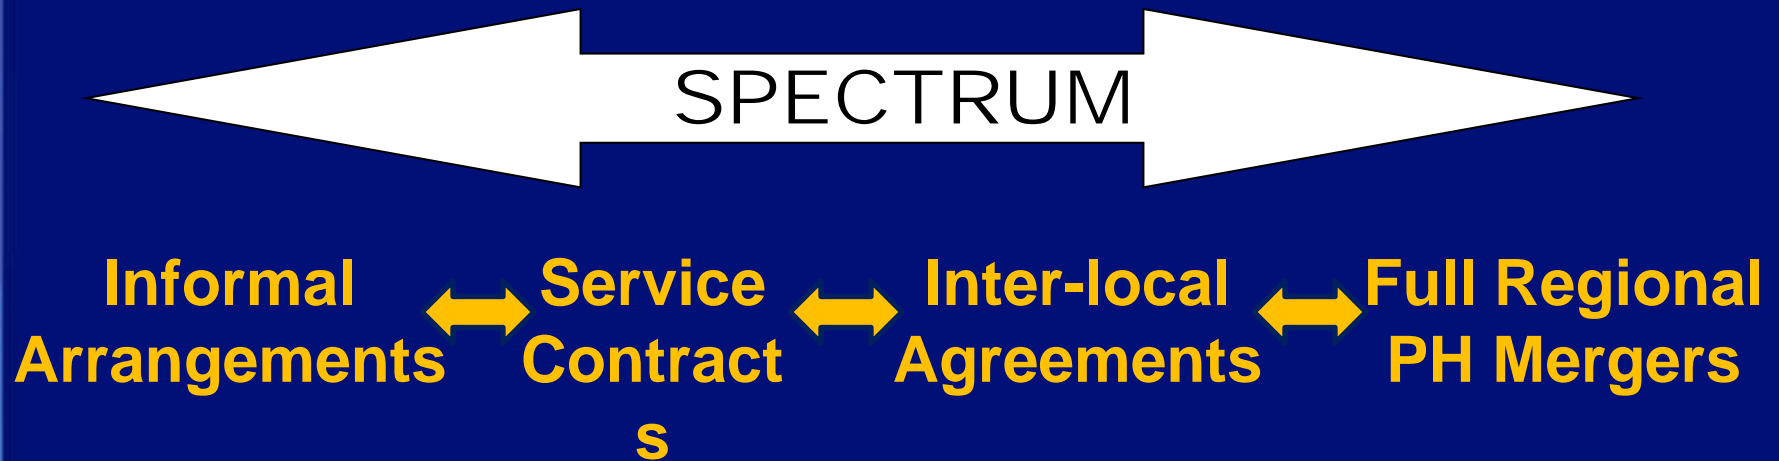 SPECTRUM
Informal
Arrangements
Service
Contract
s
Inter-local
Agreements
Full Regional
PH Mergers